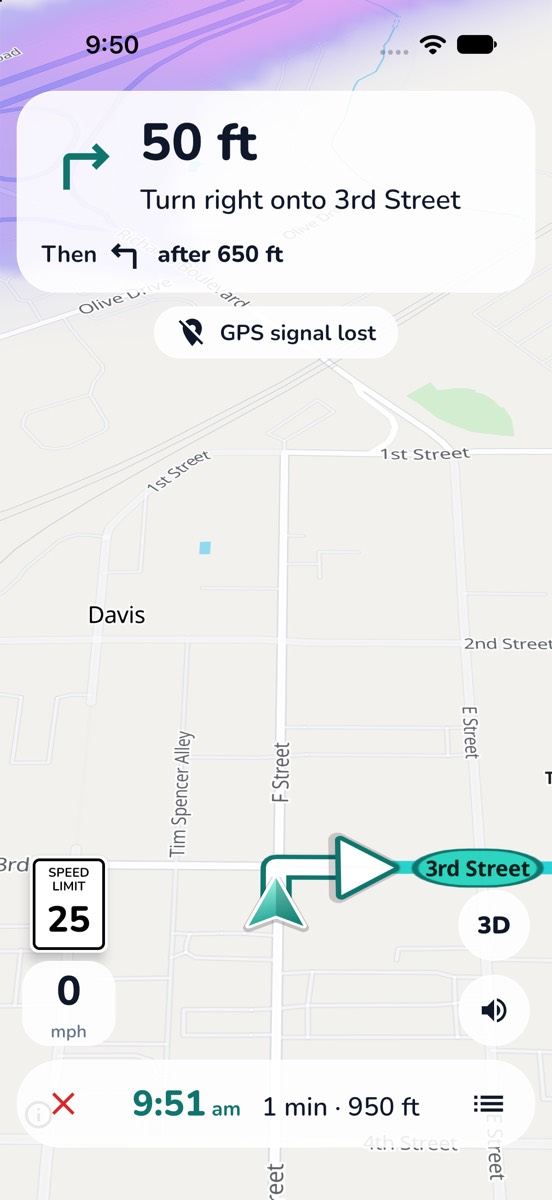 9:50
50 ft
Turn right onto 3rd Street
Then
after 650 ft
Olive Drive
GPS signal lost
1st Street
1st Street
Davis
2nd Street
E Street
F Street
Tim Spencer Alley
3rd
3rd Street
SPEED
LIMIT
25
3D
0
mph
9:51 am
1 min · 950 ft
4th Street
E Street